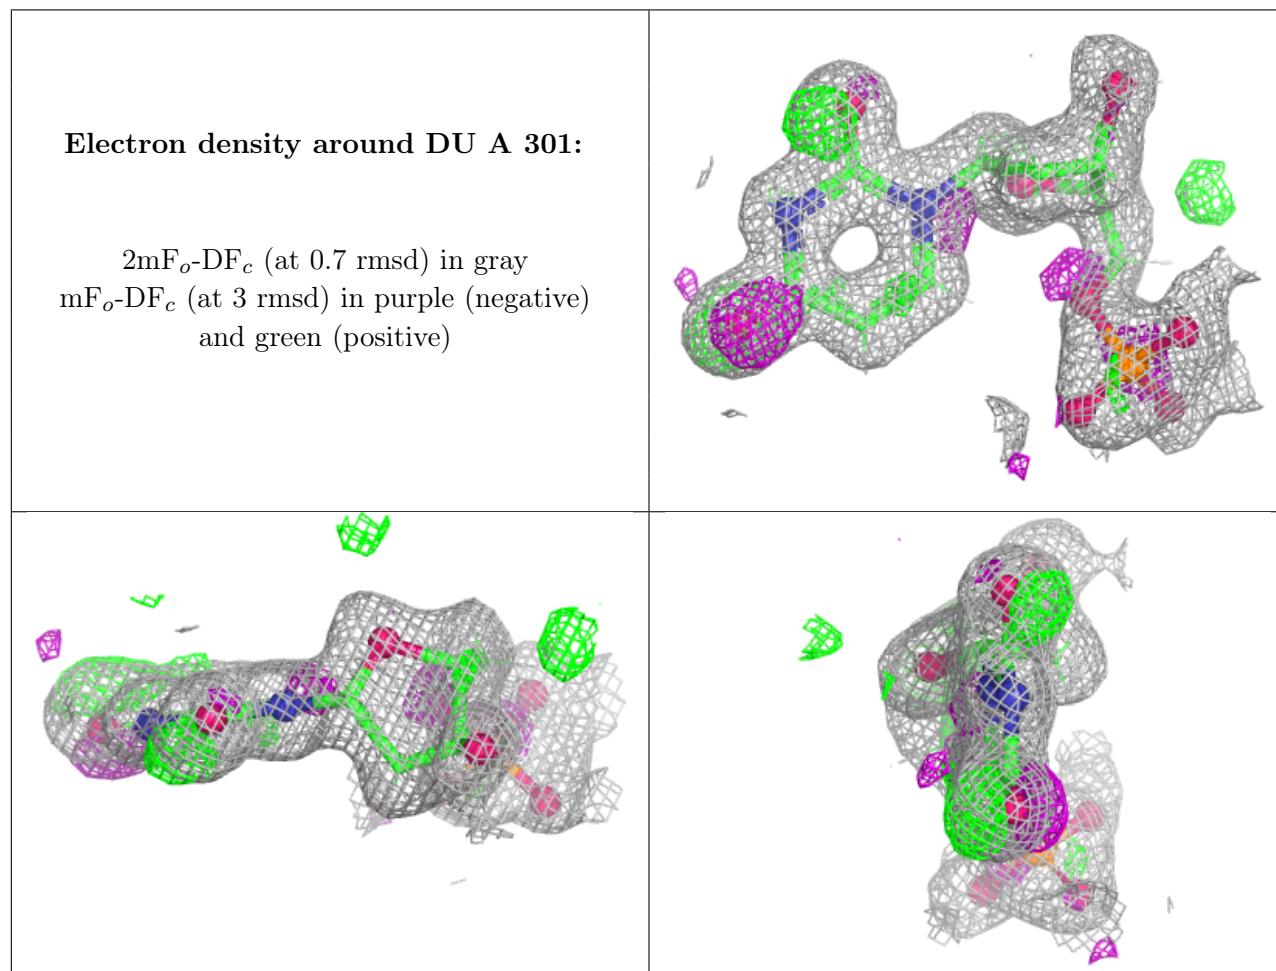 Electron density around DU A 301:
2mFo-DFc (at 0.7 rmsd) in gray
mFo-DFc (at 3 rmsd) in purple (negative)
and green (positive)